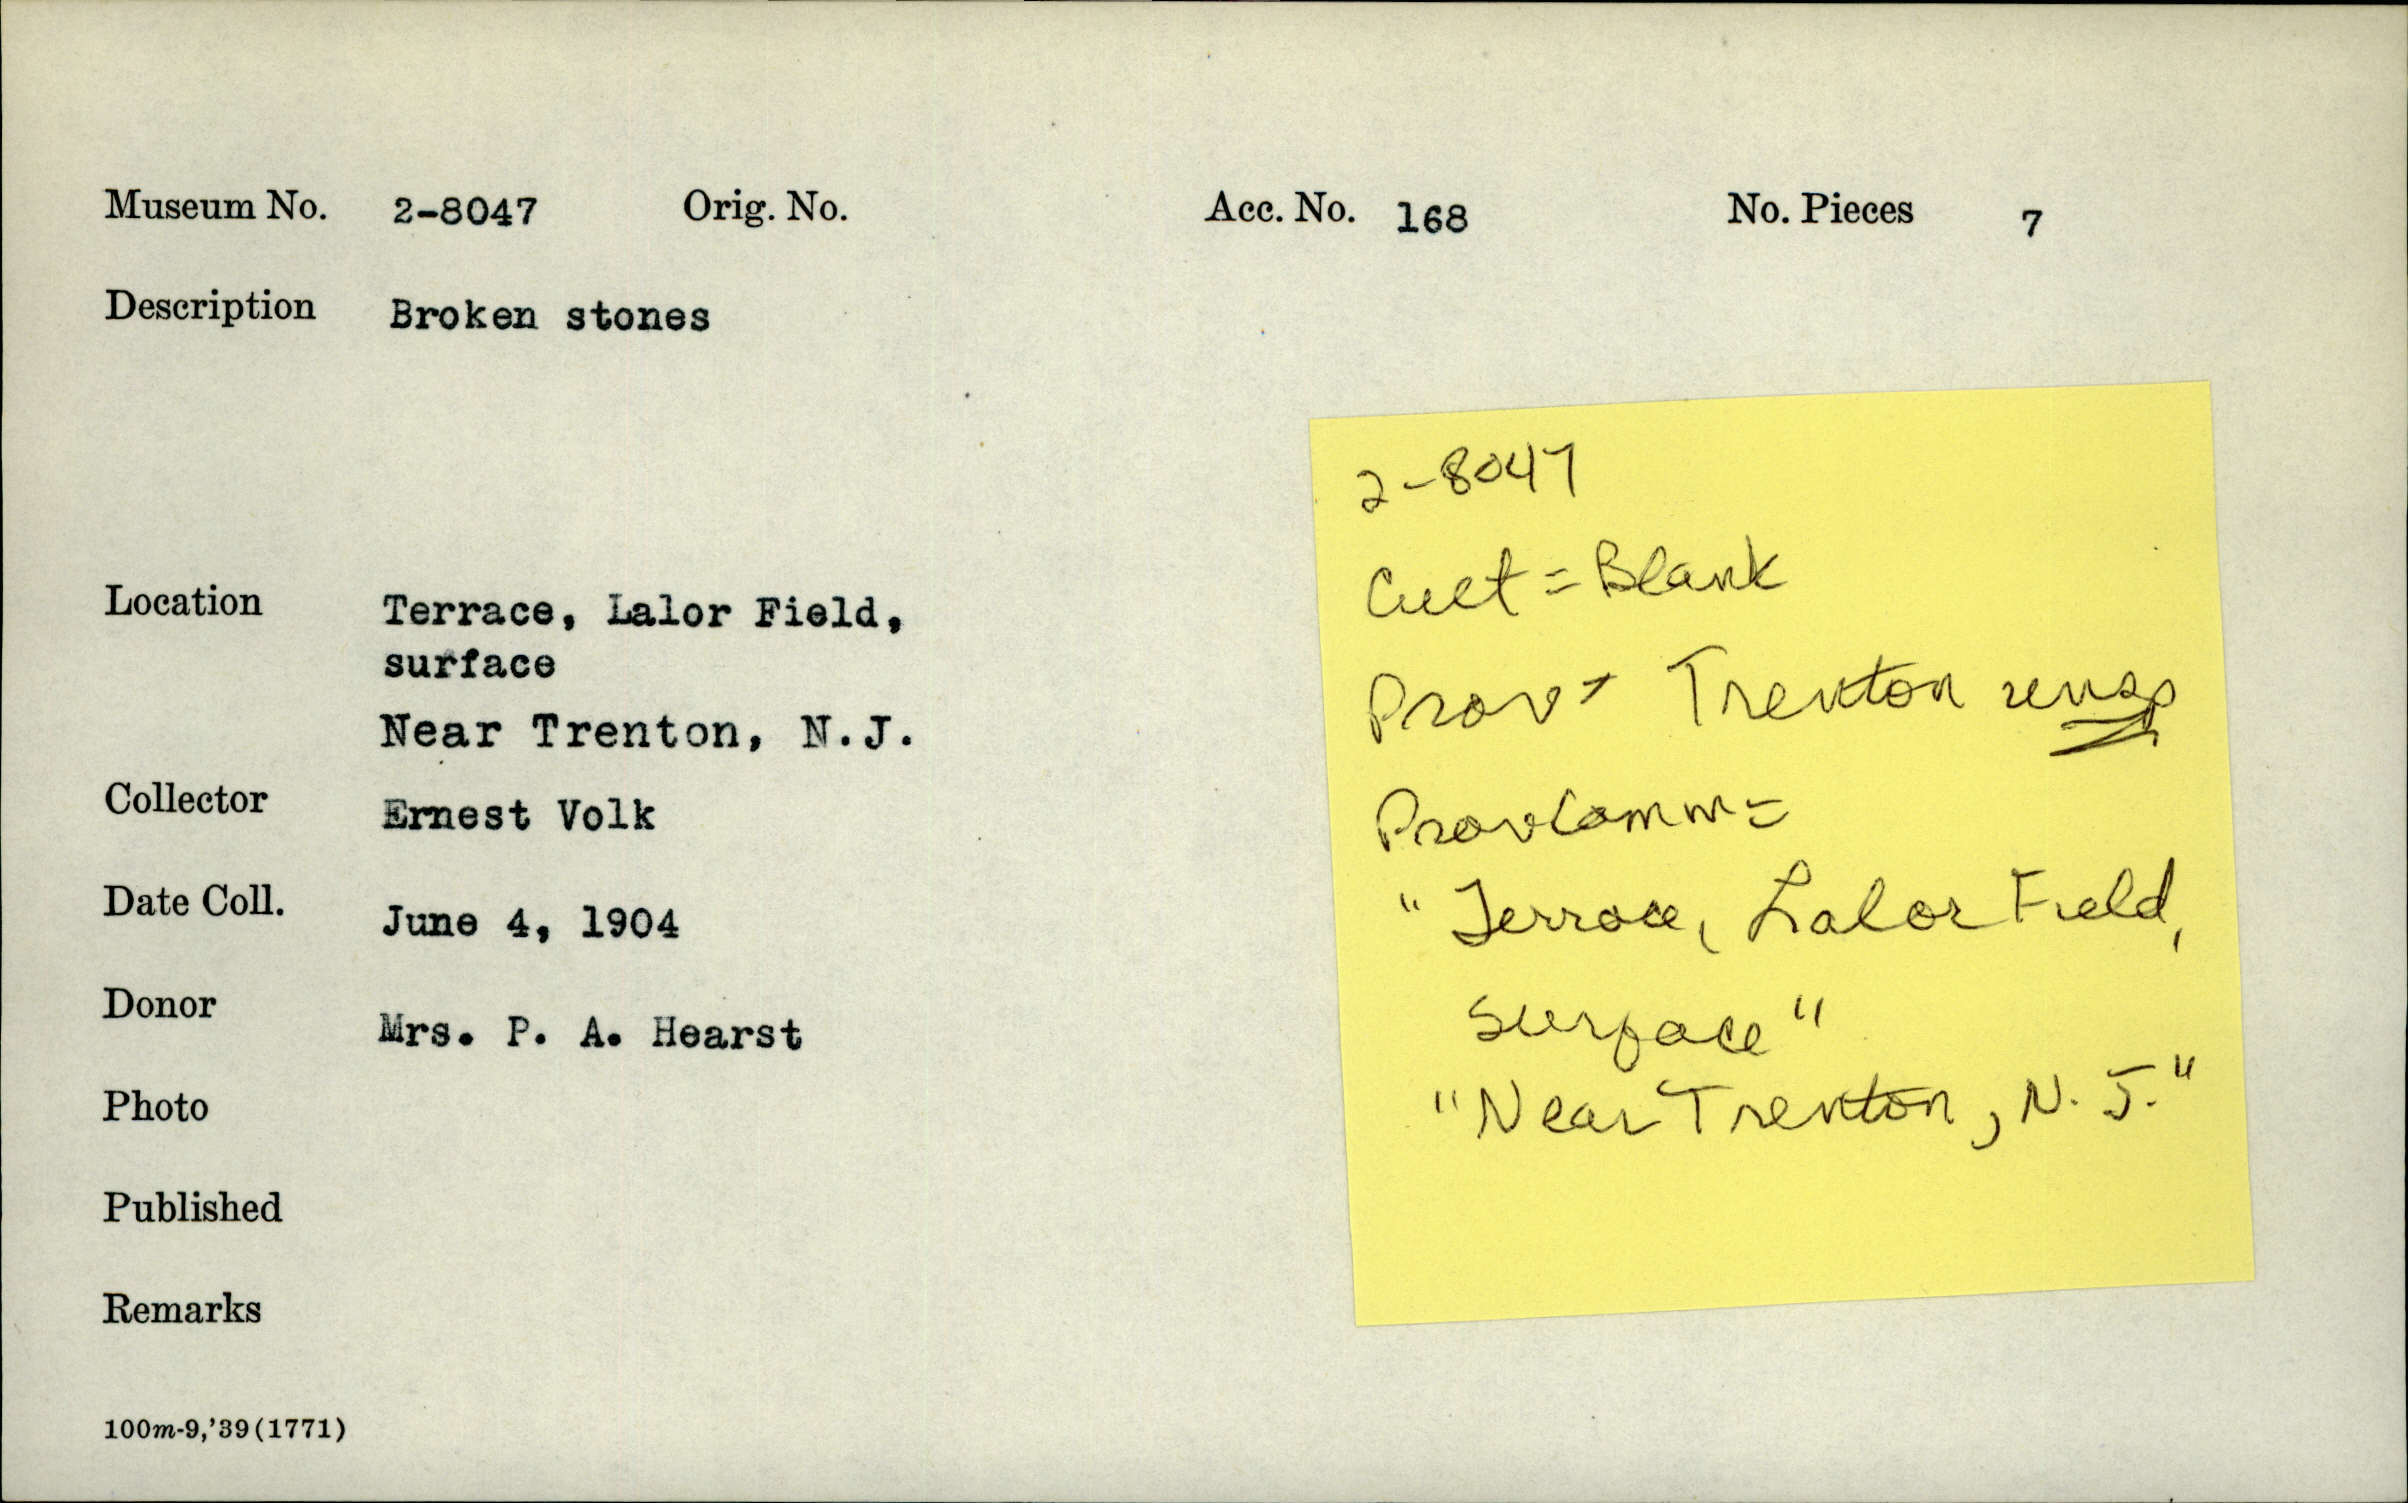 Museum No. 2-8047 Orig. No. Acc. No. 168 No. Pieces 7
Description Broken stones
Location Terrace, Lalor Field,
surface
Near Trenton, N.J.
Collector Ernest Volk
Date Coll. June 4, 1904
Donor Mrs. P. A. Hearst
Photo
Published
Remarks
100m-9,'39(1771)
2-8047
Cult = Blank
Prov = Trenton
ProvComm =
"Terrace, Lalor Field,
surface"
"Near Trenton, N.J."